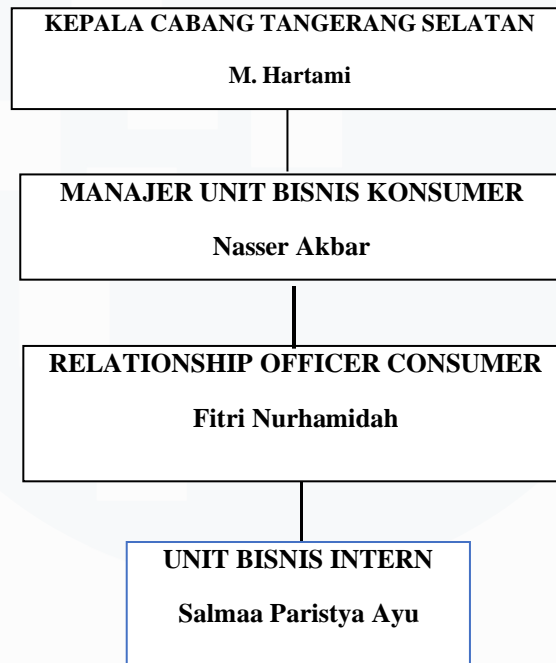 KEPALA CABANG TANGERANG SELATAN
M. Hartami
MANAJER UNIT BISNIS KONSUMER
Nasser Akbar
RELATIONSHIP OFFICER CONSUMER
Fitri Nurhamidah
UNIT BISNIS INTERN
Salmaa Paristya Ayu